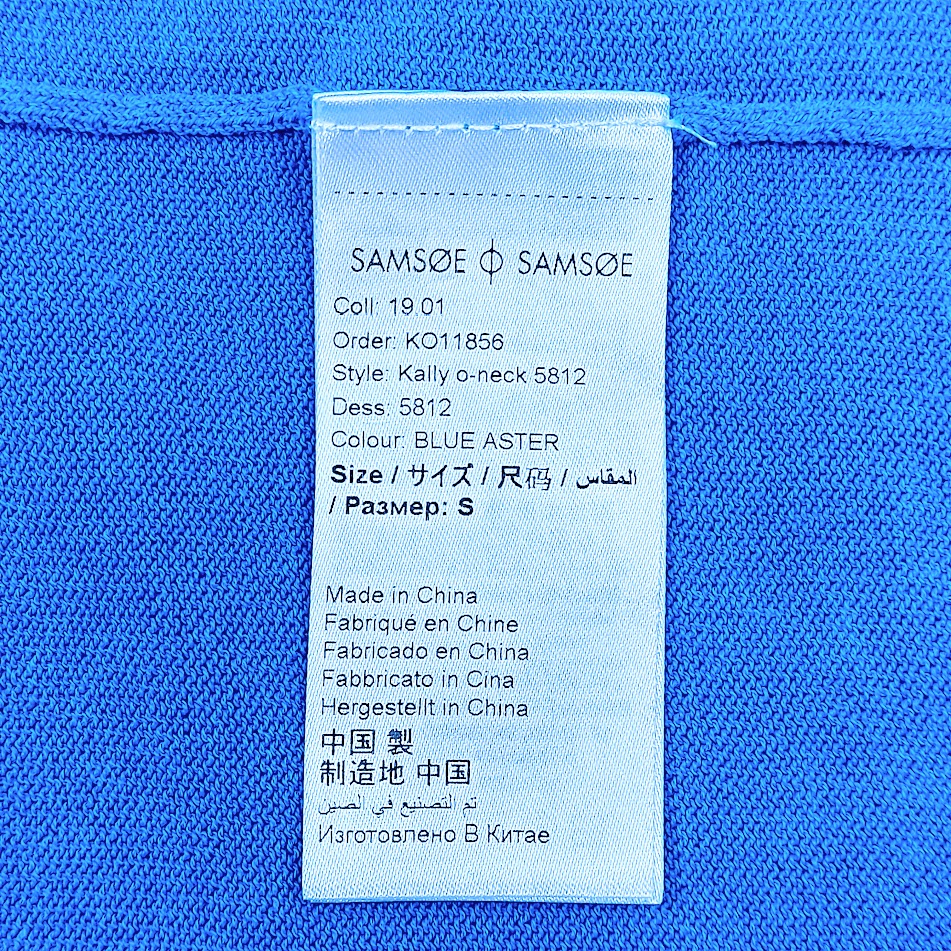 SAMSØE ϕ SAMSØE
Coll: 19.01
Order: KO11856
Style: Kally o-neck 5812
Dess: 5812
Colour: BLUE ASTER
Size / サイズ / 尺码 / المقاس
/ Размер: S
Made in China
Fabriqué en Chine
Fabricado en China
Fabbricato in Cina
Hergestellt in China
中国 製
制造地 中国
تم لتصنيع في لصين
Изготовлено В Китае